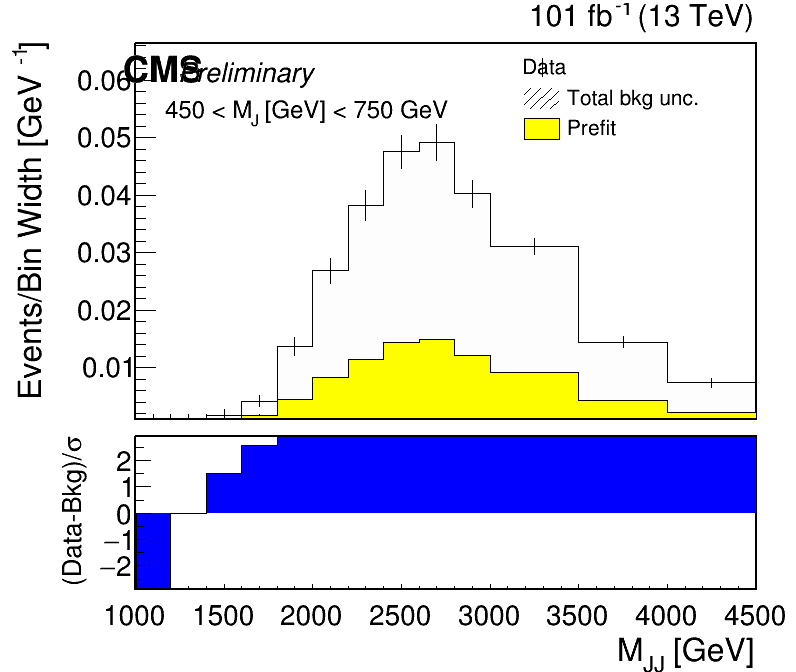 101 fb⁻¹ (13 TeV)
CMS Preliminary
450 < M_J [GeV] < 750 GeV
Data
Total bkg unc.
Prefit
Events/Bin Width [GeV⁻¹]
0.06
0.05
0.04
0.03
0.02
0.01
(Data-Bkg)/σ
2
1
0
−1
−2
1000 1500 2000 2500 3000 3500 4000 4500
M_JJ [GeV]